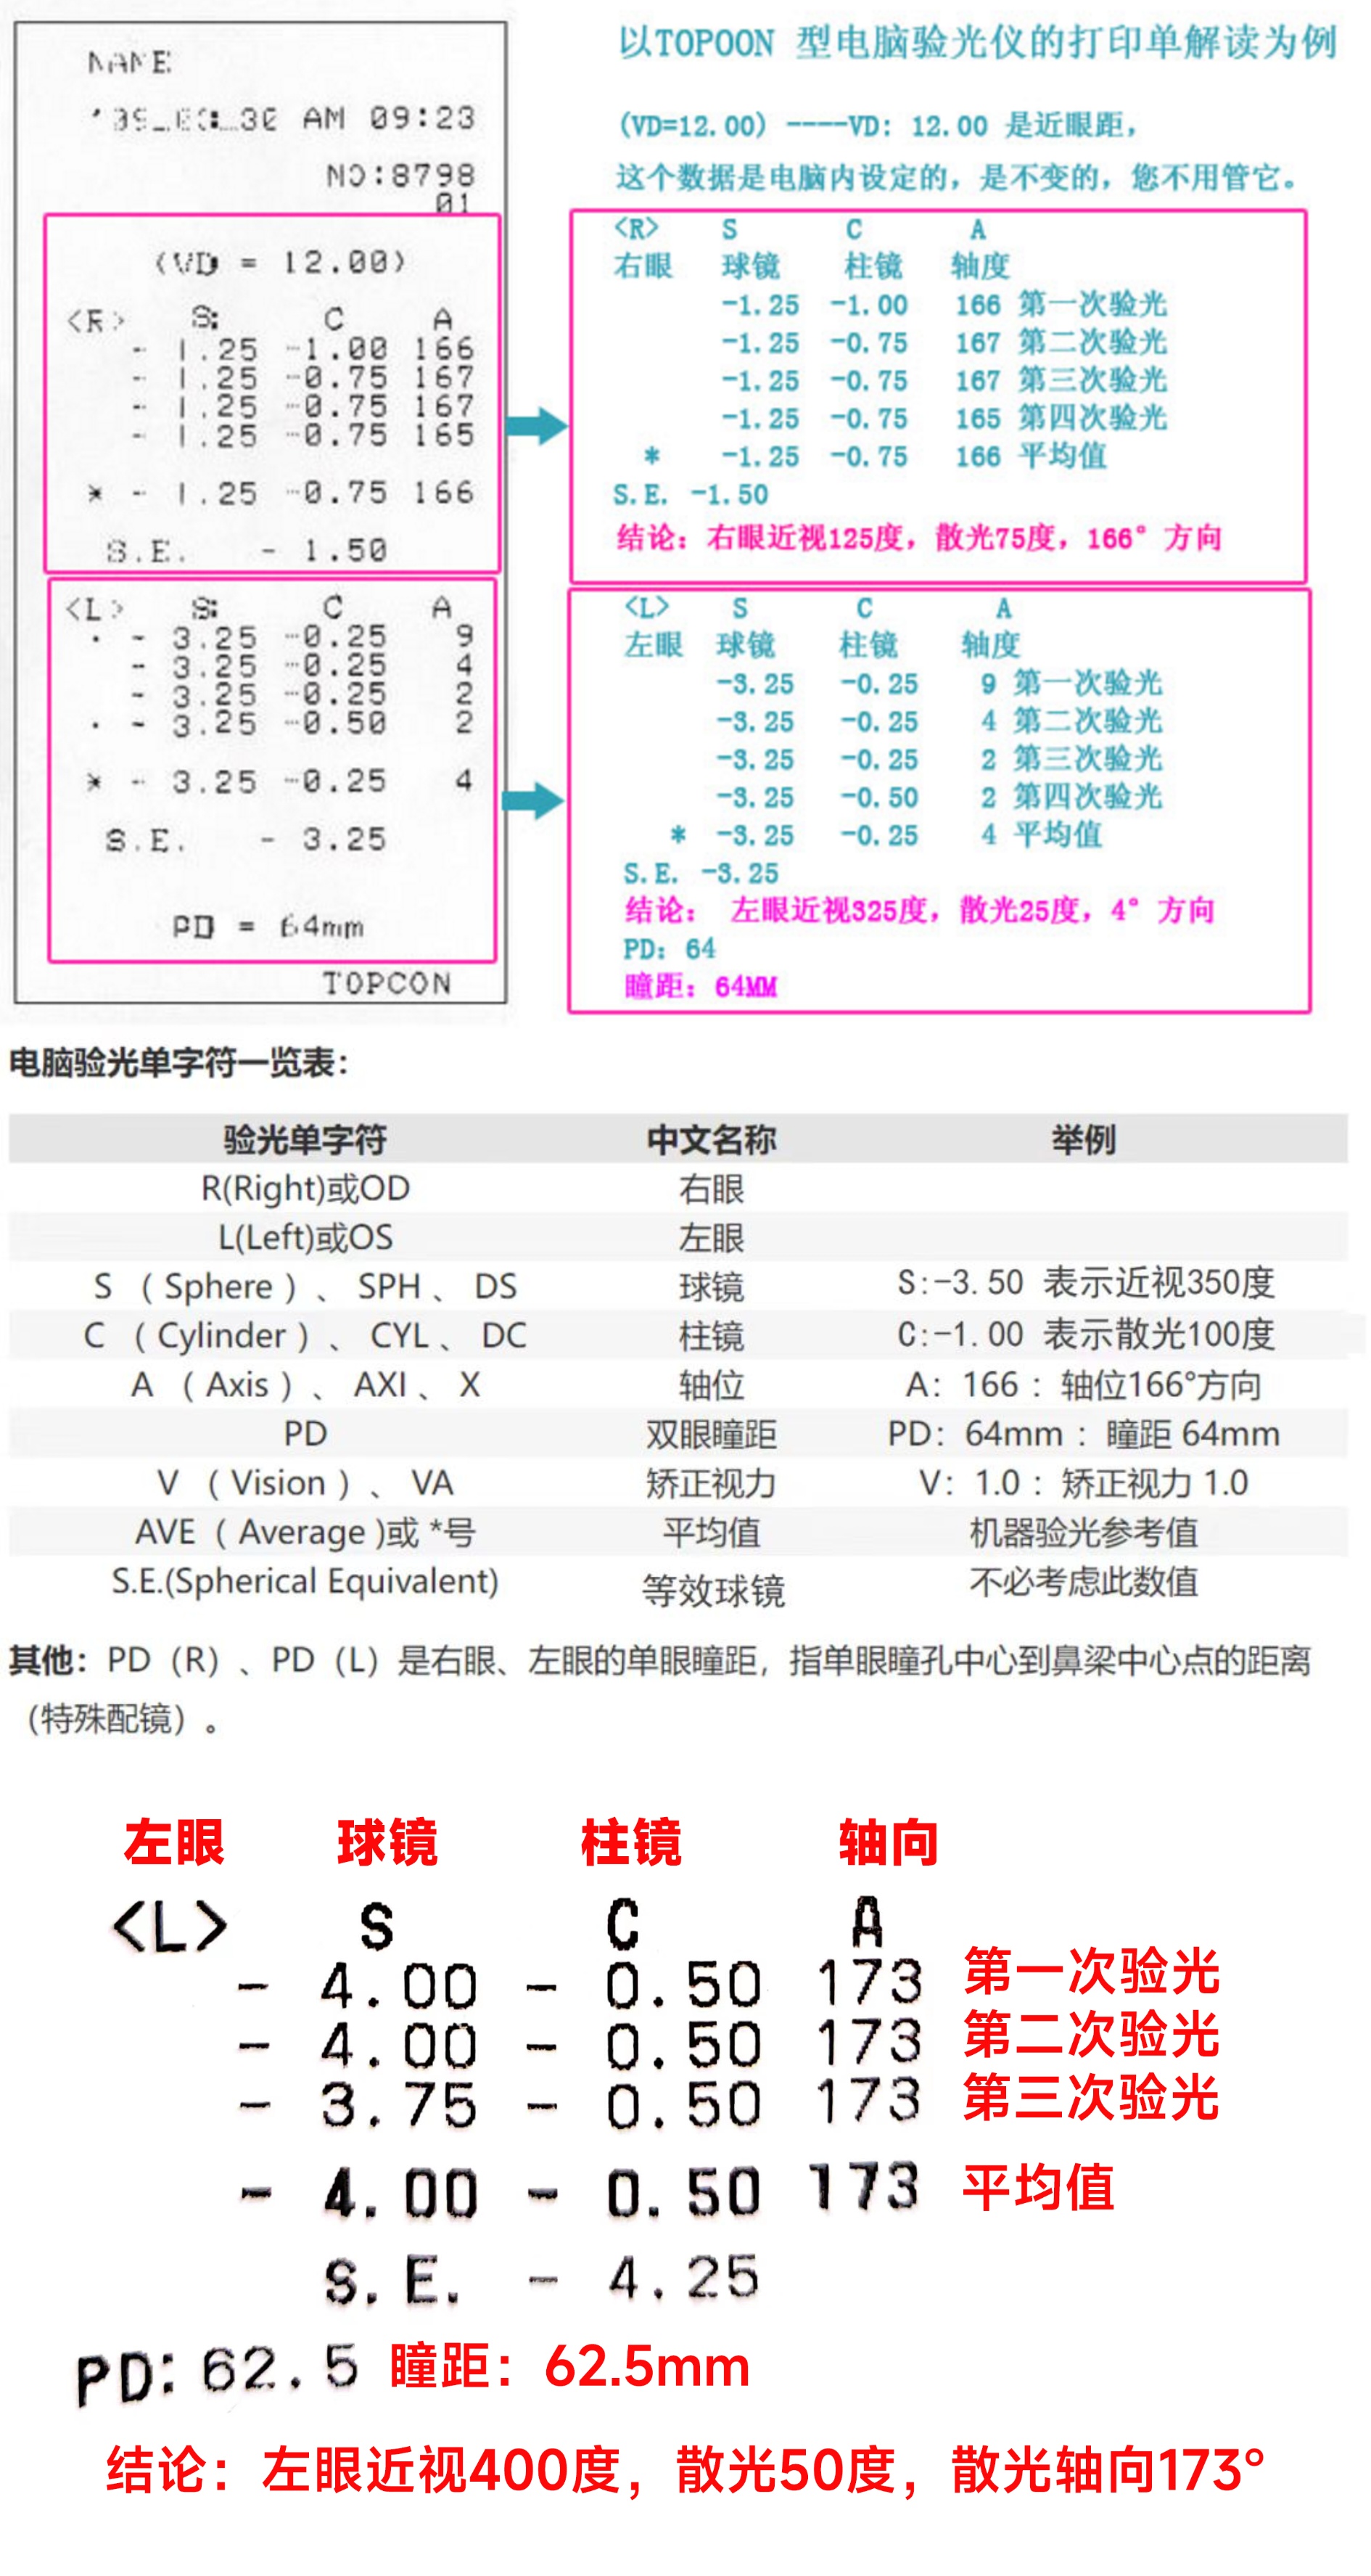 NAME
AM 09:23
NO:8798
01
(VD = 12.00)
<R> S: C A
- 1.25 -1.00 166
- 1.25 -0.75 167
- 1.25 -0.75 167
- 1.25 -0.75 165
* - 1.25 -0.75 166
S.E. - 1.50
<L> S: C A
· - 3.25 -0.25 9
- 3.25 -0.25 4
- 3.25 -0.25 2
· - 3.25 -0.50 2
* - 3.25 -0.25 4
S.E. - 3.25
PD = 64mm
TOPCON
以TOPOON 型电脑验光仪的打印单解读为例
(VD=12.00) ----VD: 12.00 是近眼距,
这个数据是电脑内设定的, 是不变的, 您不用管它。
<R> S C A
右眼 球镜 柱镜 轴度
-1.25 -1.00 166 第一次验光
-1.25 -0.75 167 第二次验光
-1.25 -0.75 167 第三次验光
-1.25 -0.75 165 第四次验光
* -1.25 -0.75 166 平均值
S.E. -1.50
结论: 右眼近视125度, 散光75度, 166° 方向
<L> S C A
左眼 球镜 柱镜 轴度
-3.25 -0.25 9 第一次验光
-3.25 -0.25 4 第二次验光
-3.25 -0.25 2 第三次验光
-3.25 -0.50 2 第四次验光
* -3.25 -0.25 4 平均值
S.E. -3.25
结论: 左眼近视325度, 散光25度, 4° 方向
PD: 64
瞳距: 64MM
电脑验光单字符一览表:
验光单字符 中文名称 举例
R(Right)或OD 右眼
L(Left)或OS 左眼
S （Sphere）、 SPH 、 DS 球镜 S:-3.50 表示近视350度
C （Cylinder）、 CYL 、 DC 柱镜 C:-1.00 表示散光100度
A （Axis）、 AXI 、 X 轴位 A: 166 : 轴位166°方向
PD 双眼瞳距 PD: 64mm : 瞳距 64mm
V （Vision）、 VA 矫正视力 V: 1.0 : 矫正视力 1.0
AVE（Average )或 *号 平均值 机器验光参考值
S.E.(Spherical Equivalent) 等效球镜 不必考虑此数值
其他：PD（R）、PD（L）是右眼、左眼的单眼瞳距，指单眼瞳孔中心到鼻梁中心点的距离
（特殊配镜）。
左眼 球镜 柱镜 轴向
<L> S C A
- 4.00 - 0.50 173 第一次验光
- 4.00 - 0.50 173 第二次验光
- 3.75 - 0.50 173 第三次验光
- 4.00 - 0.50 173 平均值
S.E. - 4.25
PD: 62.5 瞳距：62.5mm
结论：左眼近视400度，散光50度，散光轴向173°